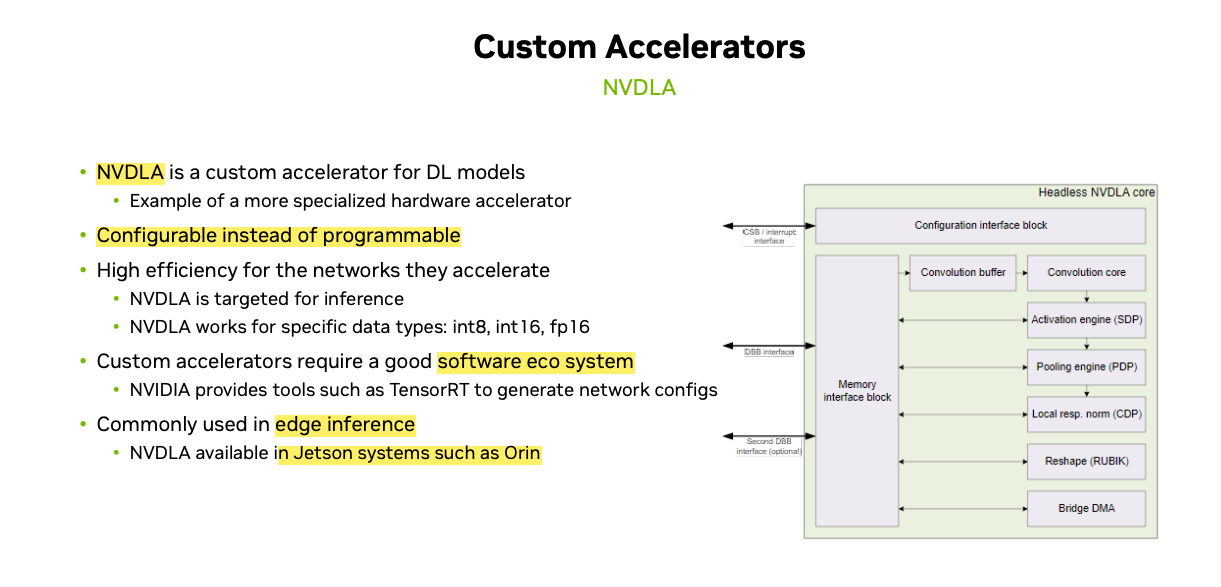 Custom Accelerators
NVDLA
• NVDLA is a custom accelerator for DL models
• Example of a more specialized hardware accelerator
• Configurable instead of programmable
• High efficiency for the networks they accelerate
• NVDLA is targeted for inference
• NVDLA works for specific data types: int8, int16, fp16
• Custom accelerators require a good software eco system
• NVIDIA provides tools such as TensorRT to generate network configs
• Commonly used in edge inference
• NVDLA available in Jetson systems such as Orin
Headless NVDLA core
Configuration interface block
CSB / interrupt
interface
Convolution buffer
Convolution core
Activation engine (SDP)
DBB interface
Pooling engine (PDP)
Memory
interface block
Local resp. norm (CDP)
Second DBB
interface (optional)
Reshape (RUBIK)
Bridge DMA